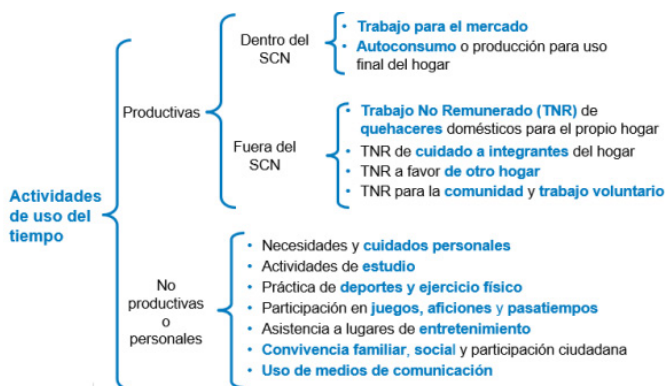 Actividades
de uso del
tiempo
Productivas
Dentro del
SCN
• Trabajo para el mercado
• Autoconsumo o producción para uso
final del hogar
Fuera del
SCN
• Trabajo No Remunerado (TNR) de
quehaceres domésticos para el propio hogar
• TNR de cuidado a integrantes del hogar
• TNR a favor de otro hogar
• TNR para la comunidad y trabajo voluntario
No
productivas
o
personales
• Necesidades y cuidados personales
• Actividades de estudio
• Práctica de deportes y ejercicio físico
• Participación en juegos, aficiones y pasatiempos
• Asistencia a lugares de entretenimiento
• Convivencia familiar, social y participación ciudadana
• Uso de medios de comunicación